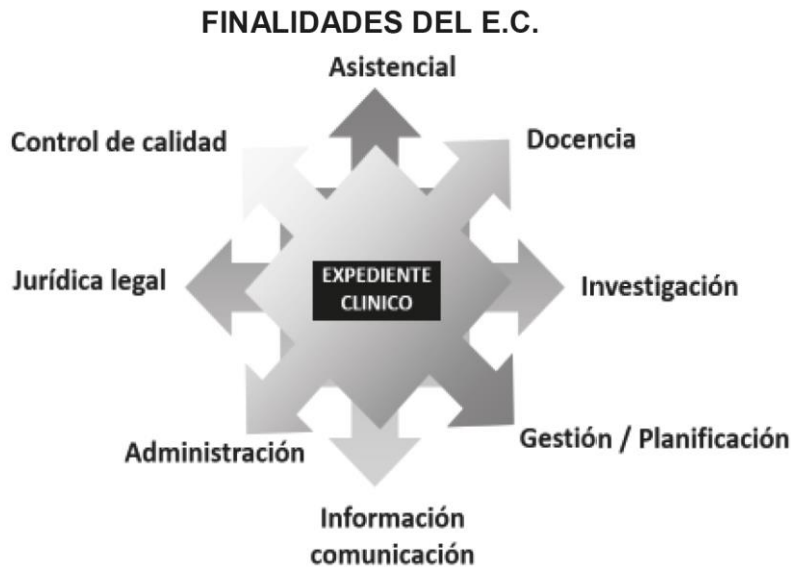 FINALIDADES DEL E.C.
Asistencial
Control de calidad
Docencia
Jurídica legal
EXPEDIENTE
CLINICO
Investigación
Administración
Gestión / Planificación
Información
comunicación